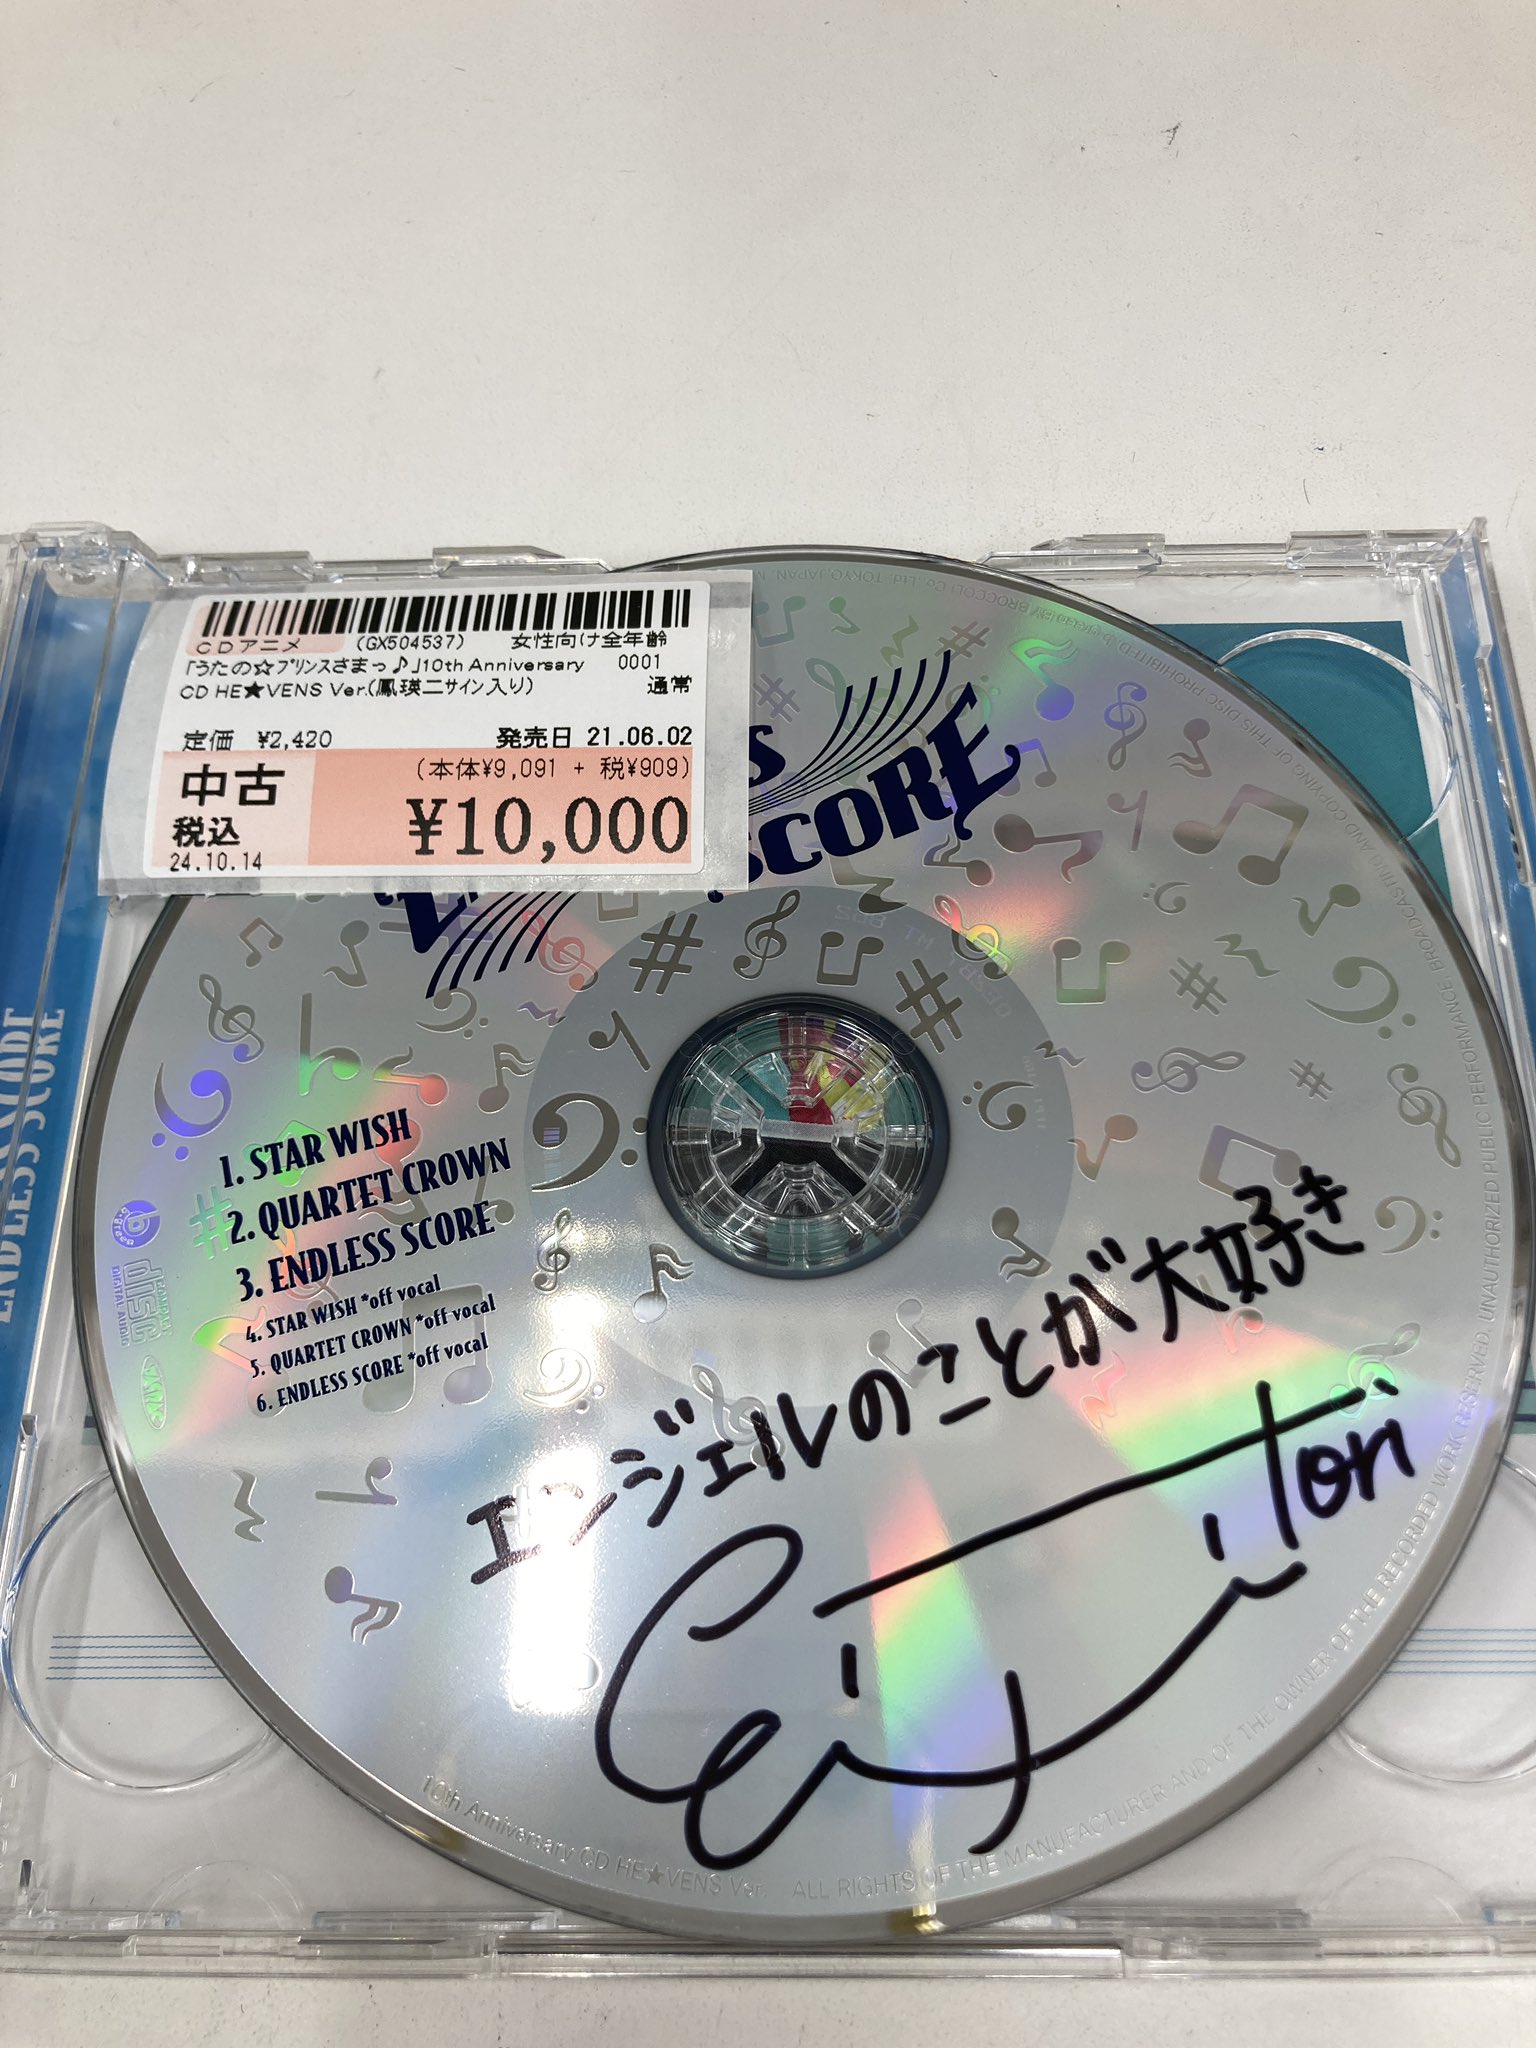 CDアニメ (GX504537) 女性向け全年齢
「うたの☆プリンスさまっ♪」10th Anniversary 0001
CD HE★VENS Ver.(鳳瑛二サイン入り) 通常
定価 ¥2,420 発売日 21.06.02
中古 (本体¥9,091 + 税¥909)
税込 ¥10,000
24.10.14
SCORE
1. STAR WISH
2. QUARTET CROWN
3. ENDLESS SCORE
4. STAR WISH *off vocal
5. QUARTET CROWN *off vocal
6. ENDLESS SCORE *off vocal
COMPACT
disc
DIGITAL AUDIO
エンジェルのことが大好き
Eiji Otori
10th Anniversary CD HE★VENS Ver. ALL RIGHTS OF THE MANUFACTURER AND OF THE OWNER OF THE RECORDED WORK RESERVED. UNAUTHORIZED PUBLIC PERFORMANCE, BROADCASTING AND COPYING OF THIS DISC PROHIBITED.
BY BROCCOLI Co.,Ltd. TOKYO,JAPAN.
ENDLESS SCORE